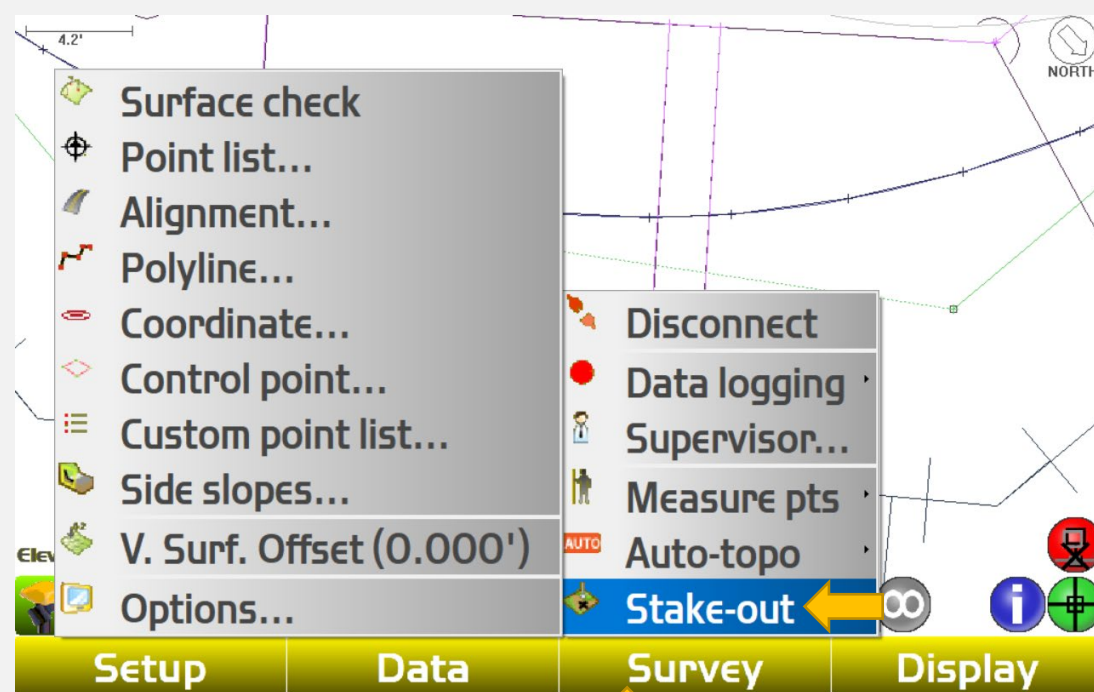 4.2'
NORTH
Surface check
Point list...
Alignment...
Polyline...
Coordinate...
Control point...
Custom point list...
Side slopes...
V. Surf. Offset (0.000')
Options...
Disconnect
Data logging
Supervisor...
Measure pts
AUTO Auto-topo
Stake-out
Setup Data Survey Display